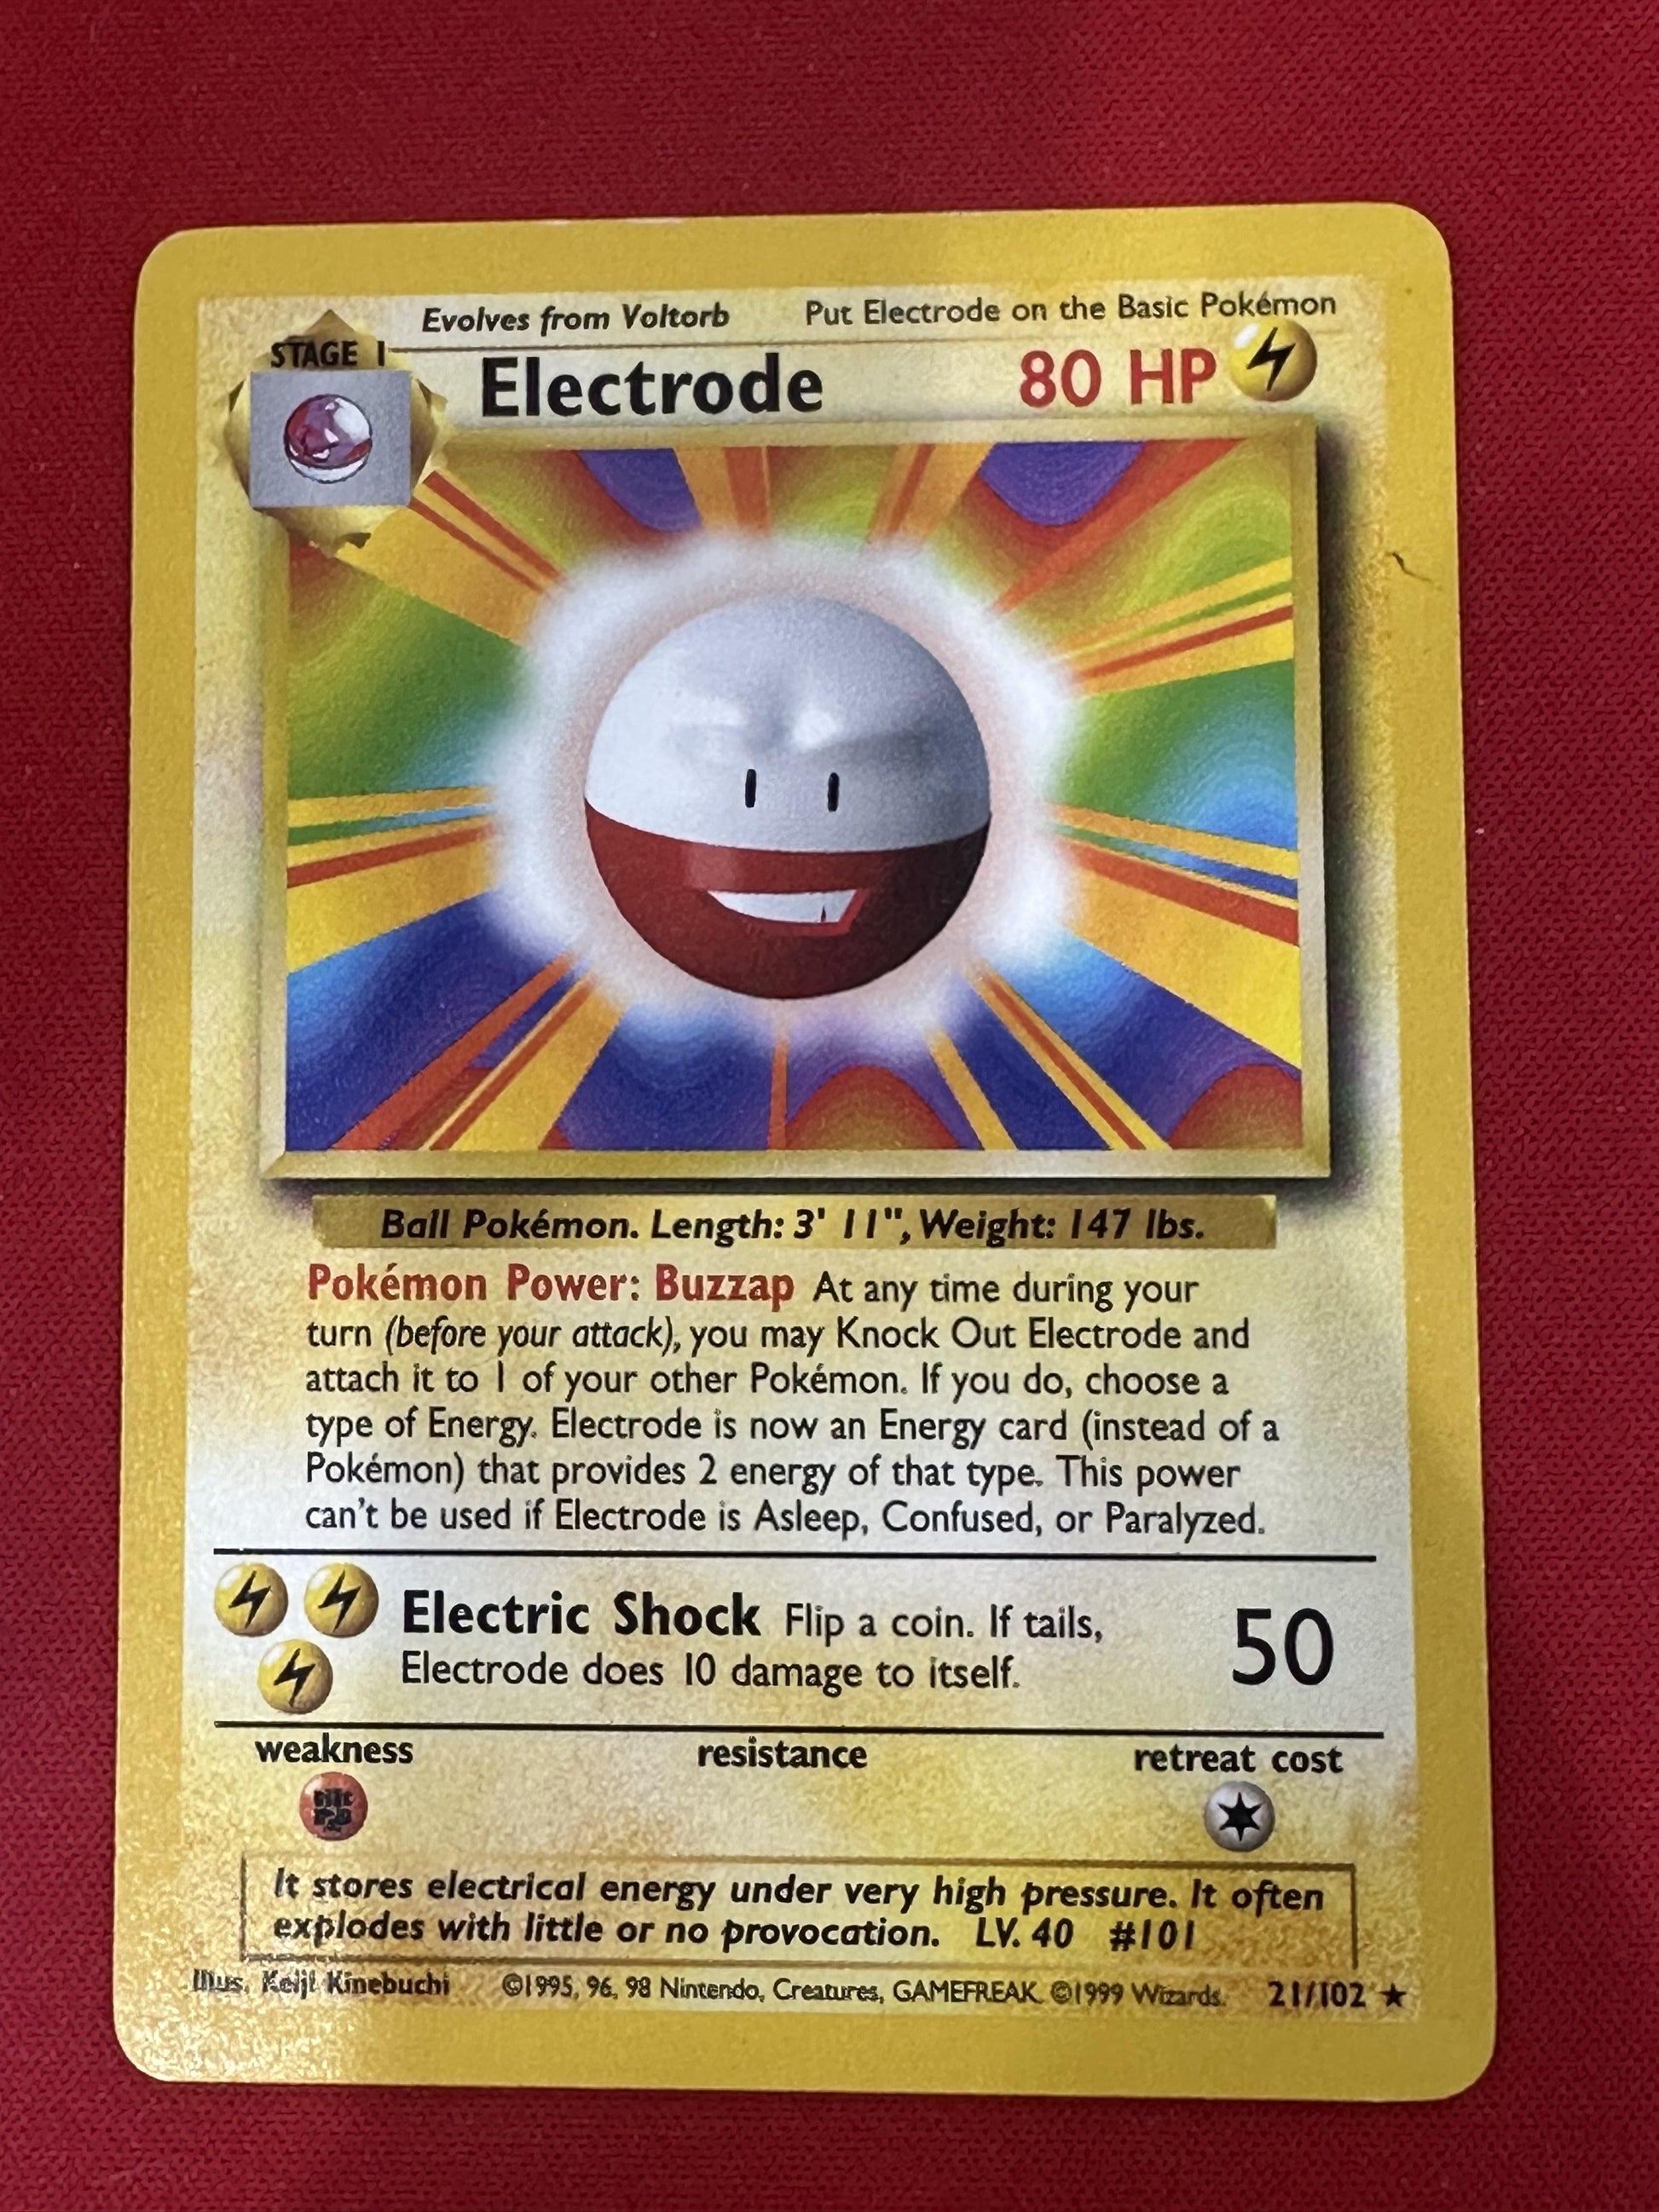 Evolves from Voltorb Put Electrode on the Basic Pokémon
STAGE 1
Electrode 80 HP
Ball Pokémon. Length: 3' 11", Weight: 147 lbs.
Pokémon Power: Buzzap At any time during your
turn (before your attack), you may Knock Out Electrode and
attach it to 1 of your other Pokémon. If you do, choose a
type of Energy. Electrode is now an Energy card (instead of a
Pokémon) that provides 2 energy of that type. This power
can't be used if Electrode is Asleep, Confused, or Paralyzed.
Electric Shock Flip a coin. If tails,
Electrode does 10 damage to itself.
50
weakness resistance retreat cost
It stores electrical energy under very high pressure. It often
explodes with little or no provocation. LV. 40 #101
Illus. Keiji Kinebuchi ©1995, 96, 98 Nintendo, Creatures, GAMEFREAK. ©1999 Wizards. 21/102 ★